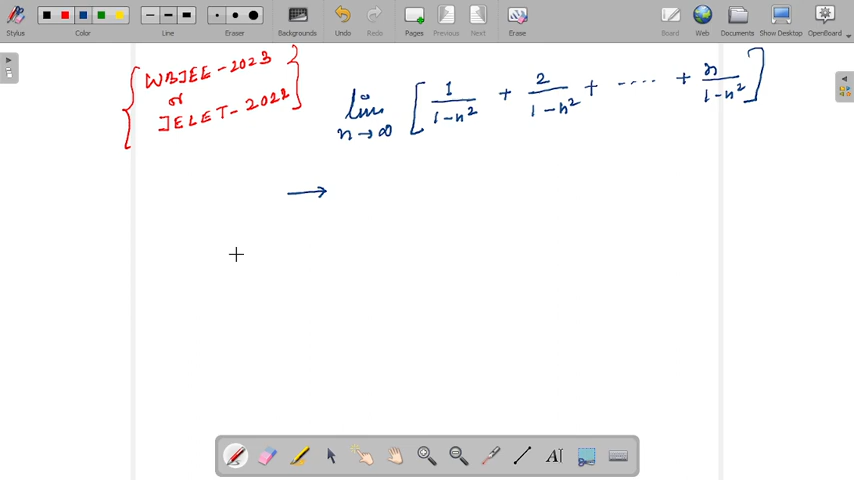 Stylus
Color
Line
Eraser
Backgrounds
Undo
Redo
Pages
Previous
Next
Erase
Board
Web
Documents
Show Desktop
OpenBoard
{ WBJEE - 2023
or
JELET - 2022 }
lim n→∞ [ 1/(1-n²) + 2/(1-n²) + ..... + n/(1-n²) ]
→